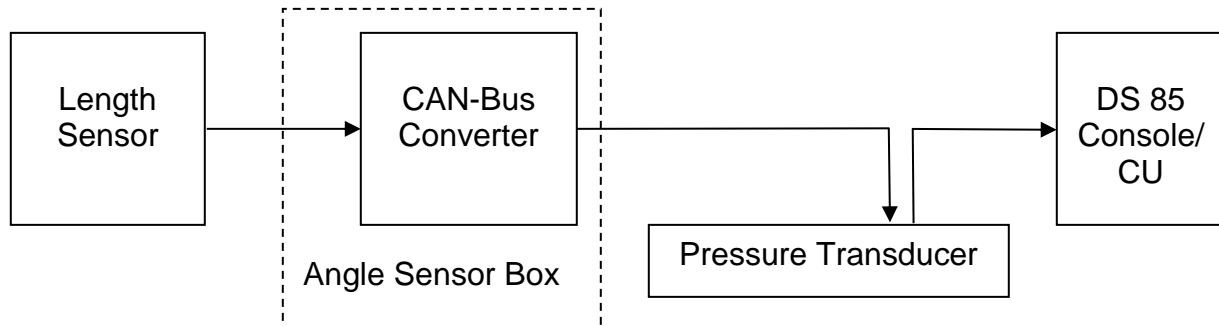 Length
Sensor
CAN-Bus
Converter
Angle Sensor Box
Pressure Transducer
DS 85
Console/
CU